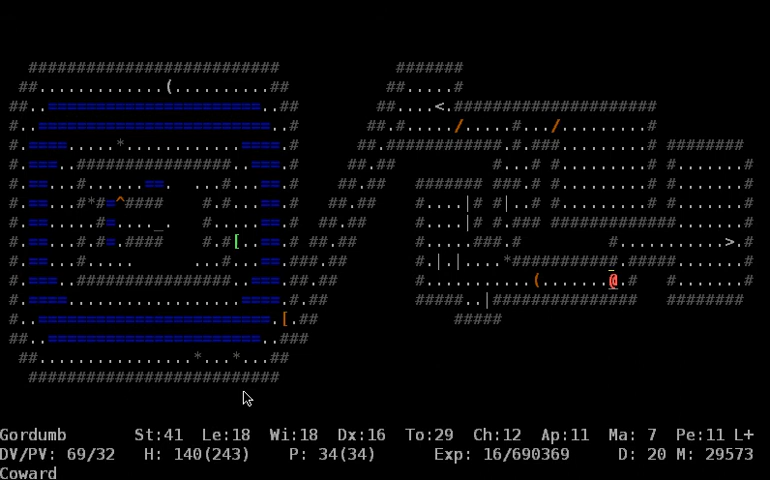 Gordumb St:41 Le:18 Wi:18 Dx:16 To:29 Ch:12 Ap:11 Ma: 7 Pe:11 L+
DV/PV: 69/32 H: 140(243) P: 34(34) Exp: 16/690369 D: 20 M: 29573
Coward